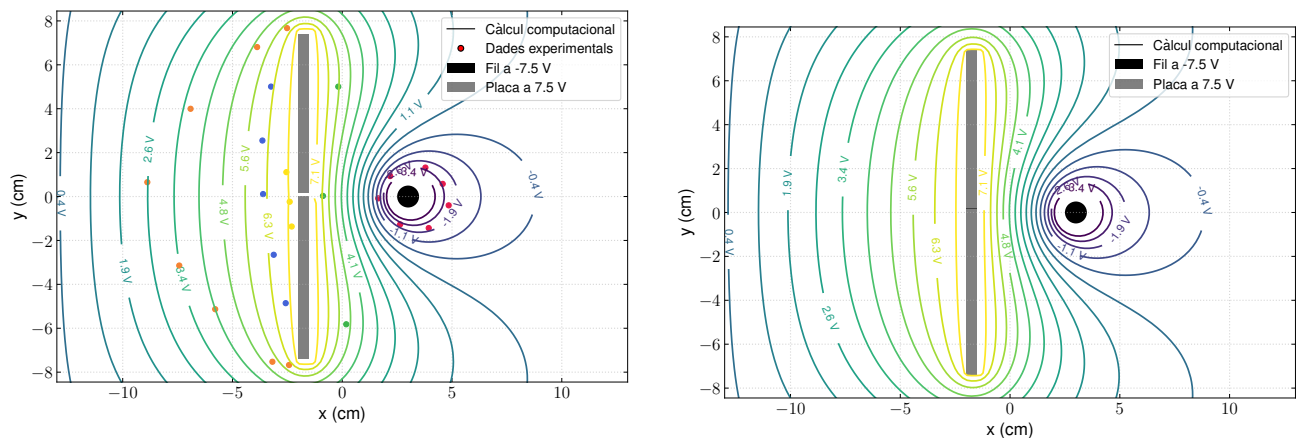 Càlcul computacional
Dades experimentals
Fil a -7.5 V
Placa a 7.5 V
y (cm)
8
6
4
2
0
−2
−4
−6
−8
−10
−5
0
5
10
x (cm)
0.4 V
1.9 V
2.6 V
3.4 V
4.8 V
5.9 V
6.3 V
7.1 V
4.1 V
1.1 V
-3.4 V
-1.9 V
-1.1 V
-0.4 V
Càlcul computacional
Fil a -7.5 V
Placa a 7.5 V
y (cm)
8
6
4
2
0
−2
−4
−6
−8
−10
−5
0
5
10
x (cm)
0.4 V
1.9 V
2.6 V
3.4 V
5.9 V
6.3 V
7.1 V
4.8 V
4.1 V
-3.4 V
-1.9 V
-1.1 V
-0.4 V